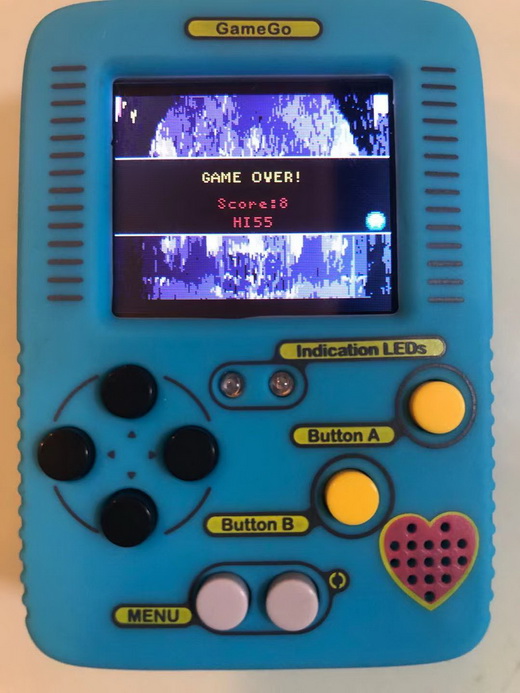 GameGo
GAME OVER!
Score:8
HI55
Indication LEDs
Button A
Button B
MENU